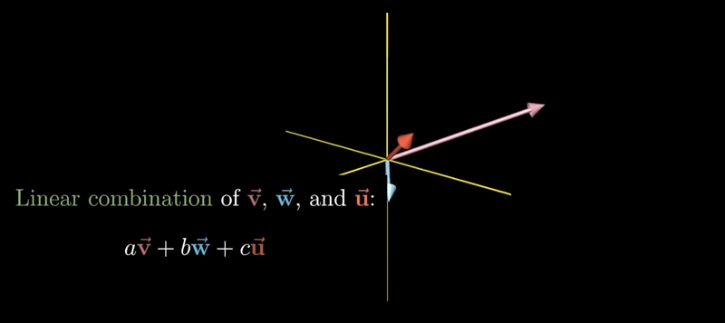 Linear combination of v⃗, w⃗, and u⃗:
av⃗ + bw⃗ + cu⃗